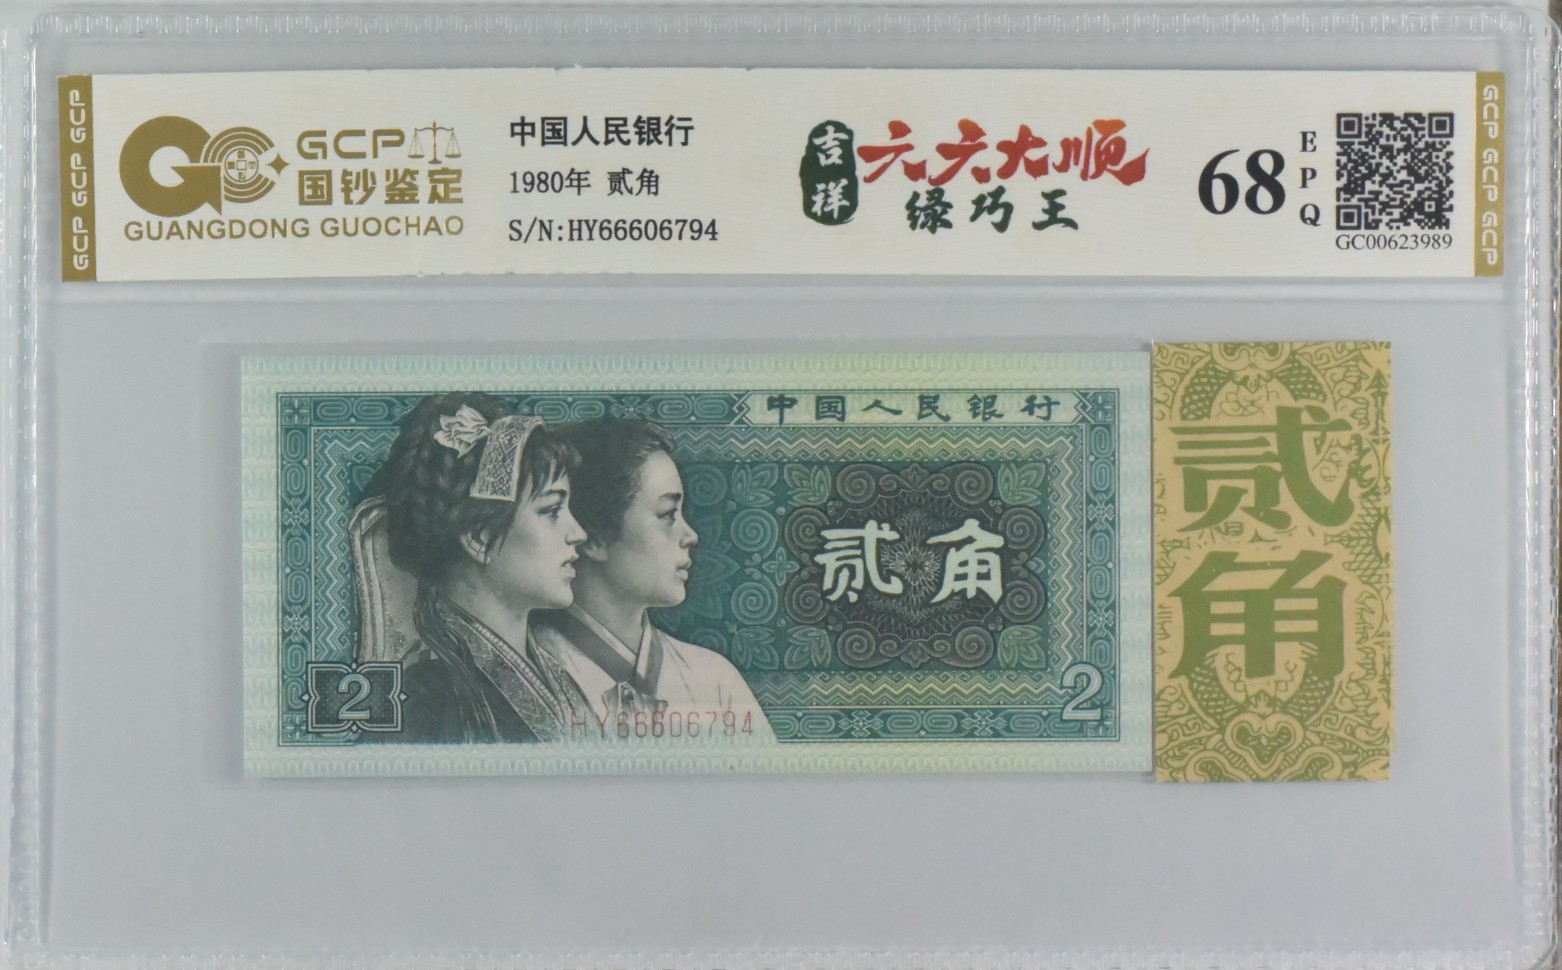 GCP GCP GCP
GCP
国钞鉴定
GUANGDONG GUOCHAO
中国人民银行
1980年 贰角
S/N:HY66606794
吉祥
六六大顺
绿巧王
68
EPQ
GC00623989
GCP GCP GCP
中国人民银行
贰角
2
2
HY66606794
贰角